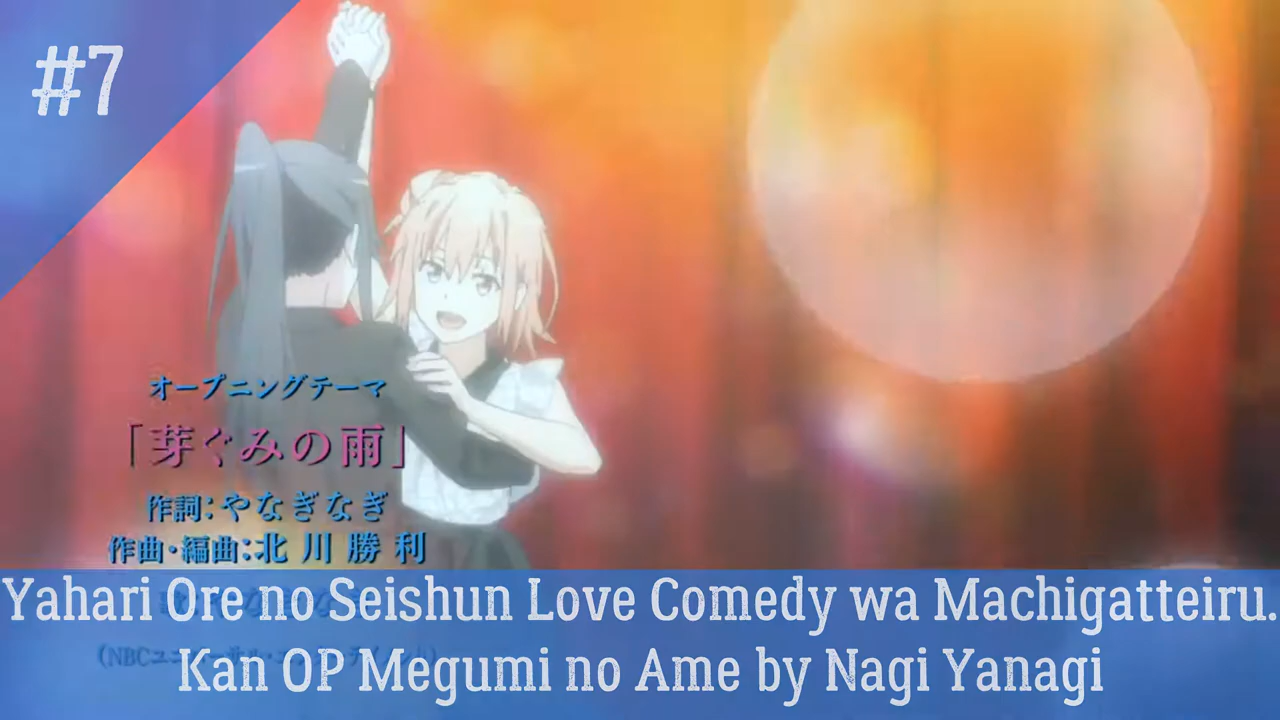 #7
オープニングテーマ
「芽ぐみの雨」
作詞:やなぎなぎ
作曲・編曲:北川勝利
Yahari Ore no Seishun Love Comedy wa Machigatteiru.
Kan OP Megumi no Ame by Nagi Yanagi